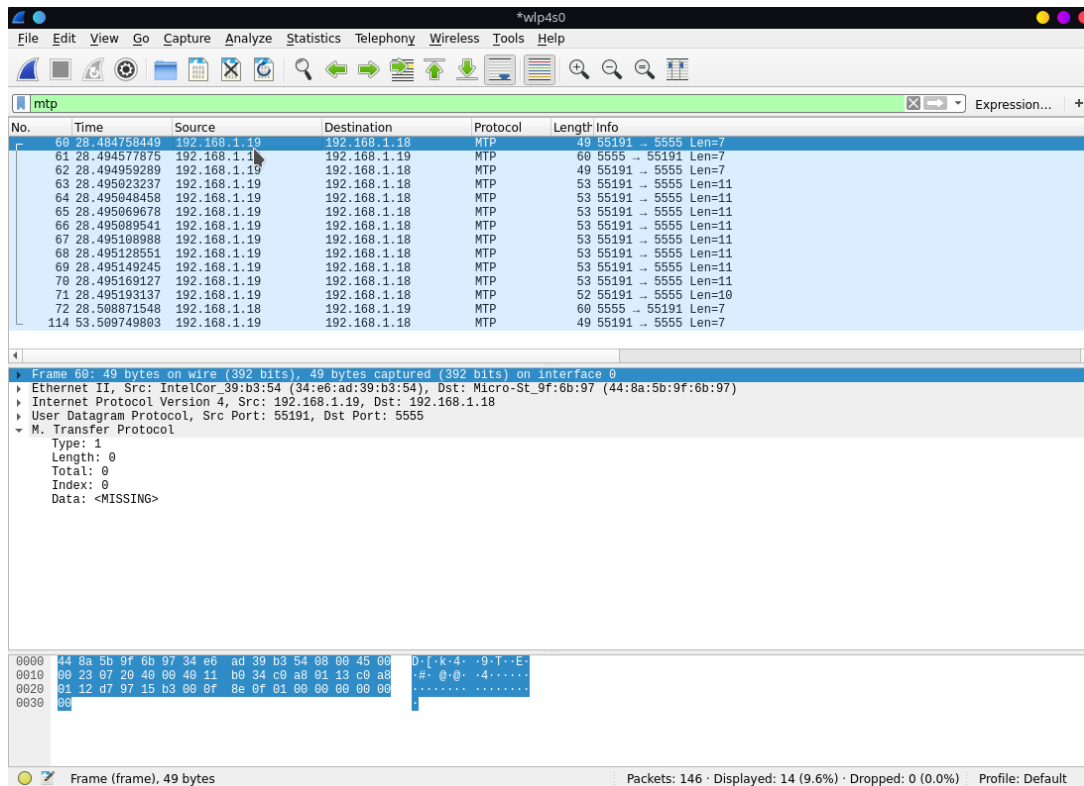 *wlp4s0
File Edit View Go Capture Analyze Statistics Telephony Wireless Tools Help
mtp Expression... +
No. Time Source Destination Protocol Length Info
60 28.484758449 192.168.1.19 192.168.1.18 MTP 49 55191 → 5555 Len=7
61 28.494577875 192.168.1.1 192.168.1.19 MTP 60 5555 → 55191 Len=7
62 28.494959289 192.168.1.19 192.168.1.18 MTP 49 55191 → 5555 Len=7
63 28.495023237 192.168.1.19 192.168.1.18 MTP 53 55191 → 5555 Len=11
64 28.495048458 192.168.1.19 192.168.1.18 MTP 53 55191 → 5555 Len=11
65 28.495069678 192.168.1.19 192.168.1.18 MTP 53 55191 → 5555 Len=11
66 28.495089541 192.168.1.19 192.168.1.18 MTP 53 55191 → 5555 Len=11
67 28.495108988 192.168.1.19 192.168.1.18 MTP 53 55191 → 5555 Len=11
68 28.495128551 192.168.1.19 192.168.1.18 MTP 53 55191 → 5555 Len=11
69 28.495149245 192.168.1.19 192.168.1.18 MTP 53 55191 → 5555 Len=11
70 28.495169127 192.168.1.19 192.168.1.18 MTP 53 55191 → 5555 Len=11
71 28.495193137 192.168.1.19 192.168.1.18 MTP 52 55191 → 5555 Len=10
72 28.508871548 192.168.1.18 192.168.1.19 MTP 60 5555 → 55191 Len=7
114 53.509749803 192.168.1.19 192.168.1.18 MTP 49 55191 → 5555 Len=7
Frame 60: 49 bytes on wire (392 bits), 49 bytes captured (392 bits) on interface 0
Ethernet II, Src: IntelCor_39:b3:54 (34:e6:ad:39:b3:54), Dst: Micro-St_9f:6b:97 (44:8a:5b:9f:6b:97)
Internet Protocol Version 4, Src: 192.168.1.19, Dst: 192.168.1.18
User Datagram Protocol, Src Port: 55191, Dst Port: 5555
M. Transfer Protocol
Type: 1
Length: 0
Total: 0
Index: 0
Data: <MISSING>
0000 44 8a 5b 9f 6b 97 34 e6 ad 39 b3 54 08 00 45 00 D·[·k·4· ·9·T··E·
0010 00 23 07 20 40 00 40 11 b0 34 c0 a8 01 13 c0 a8 ·#· @·@· ·4······
0020 01 12 d7 97 15 b3 00 0f 8e 0f 01 00 00 00 00 00 ········ ········
0030 00 ·
Frame (frame), 49 bytes Packets: 146 · Displayed: 14 (9.6%) · Dropped: 0 (0.0%) Profile: Default